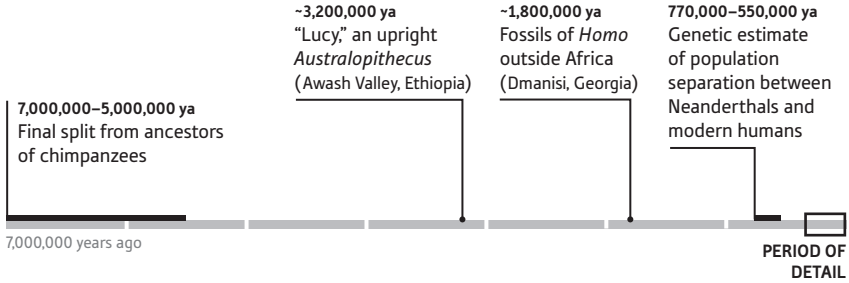 7,000,000–5,000,000 ya
Final split from ancestors
of chimpanzees
~3,200,000 ya
“Lucy,” an upright
Australopithecus
(Awash Valley, Ethiopia)
~1,800,000 ya
Fossils of Homo
outside Africa
(Dmanisi, Georgia)
770,000–550,000 ya
Genetic estimate
of population
separation between
Neanderthals and
modern humans
7,000,000 years ago
PERIOD OF
DETAIL